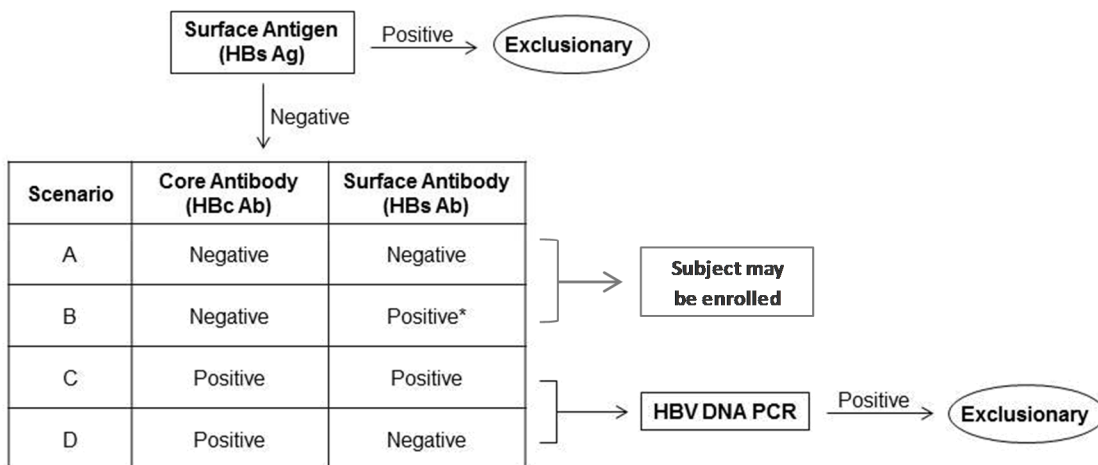 Surface Antigen
(HBs Ag)
Positive
Exclusionary
Negative
Scenario
Core Antibody
(HBc Ab)
Surface Antibody
(HBs Ab)
A
Negative
Negative
B
Negative
Positive*
Subject may
be enrolled
C
Positive
Positive
D
Positive
Negative
HBV DNA PCR
Positive
Exclusionary